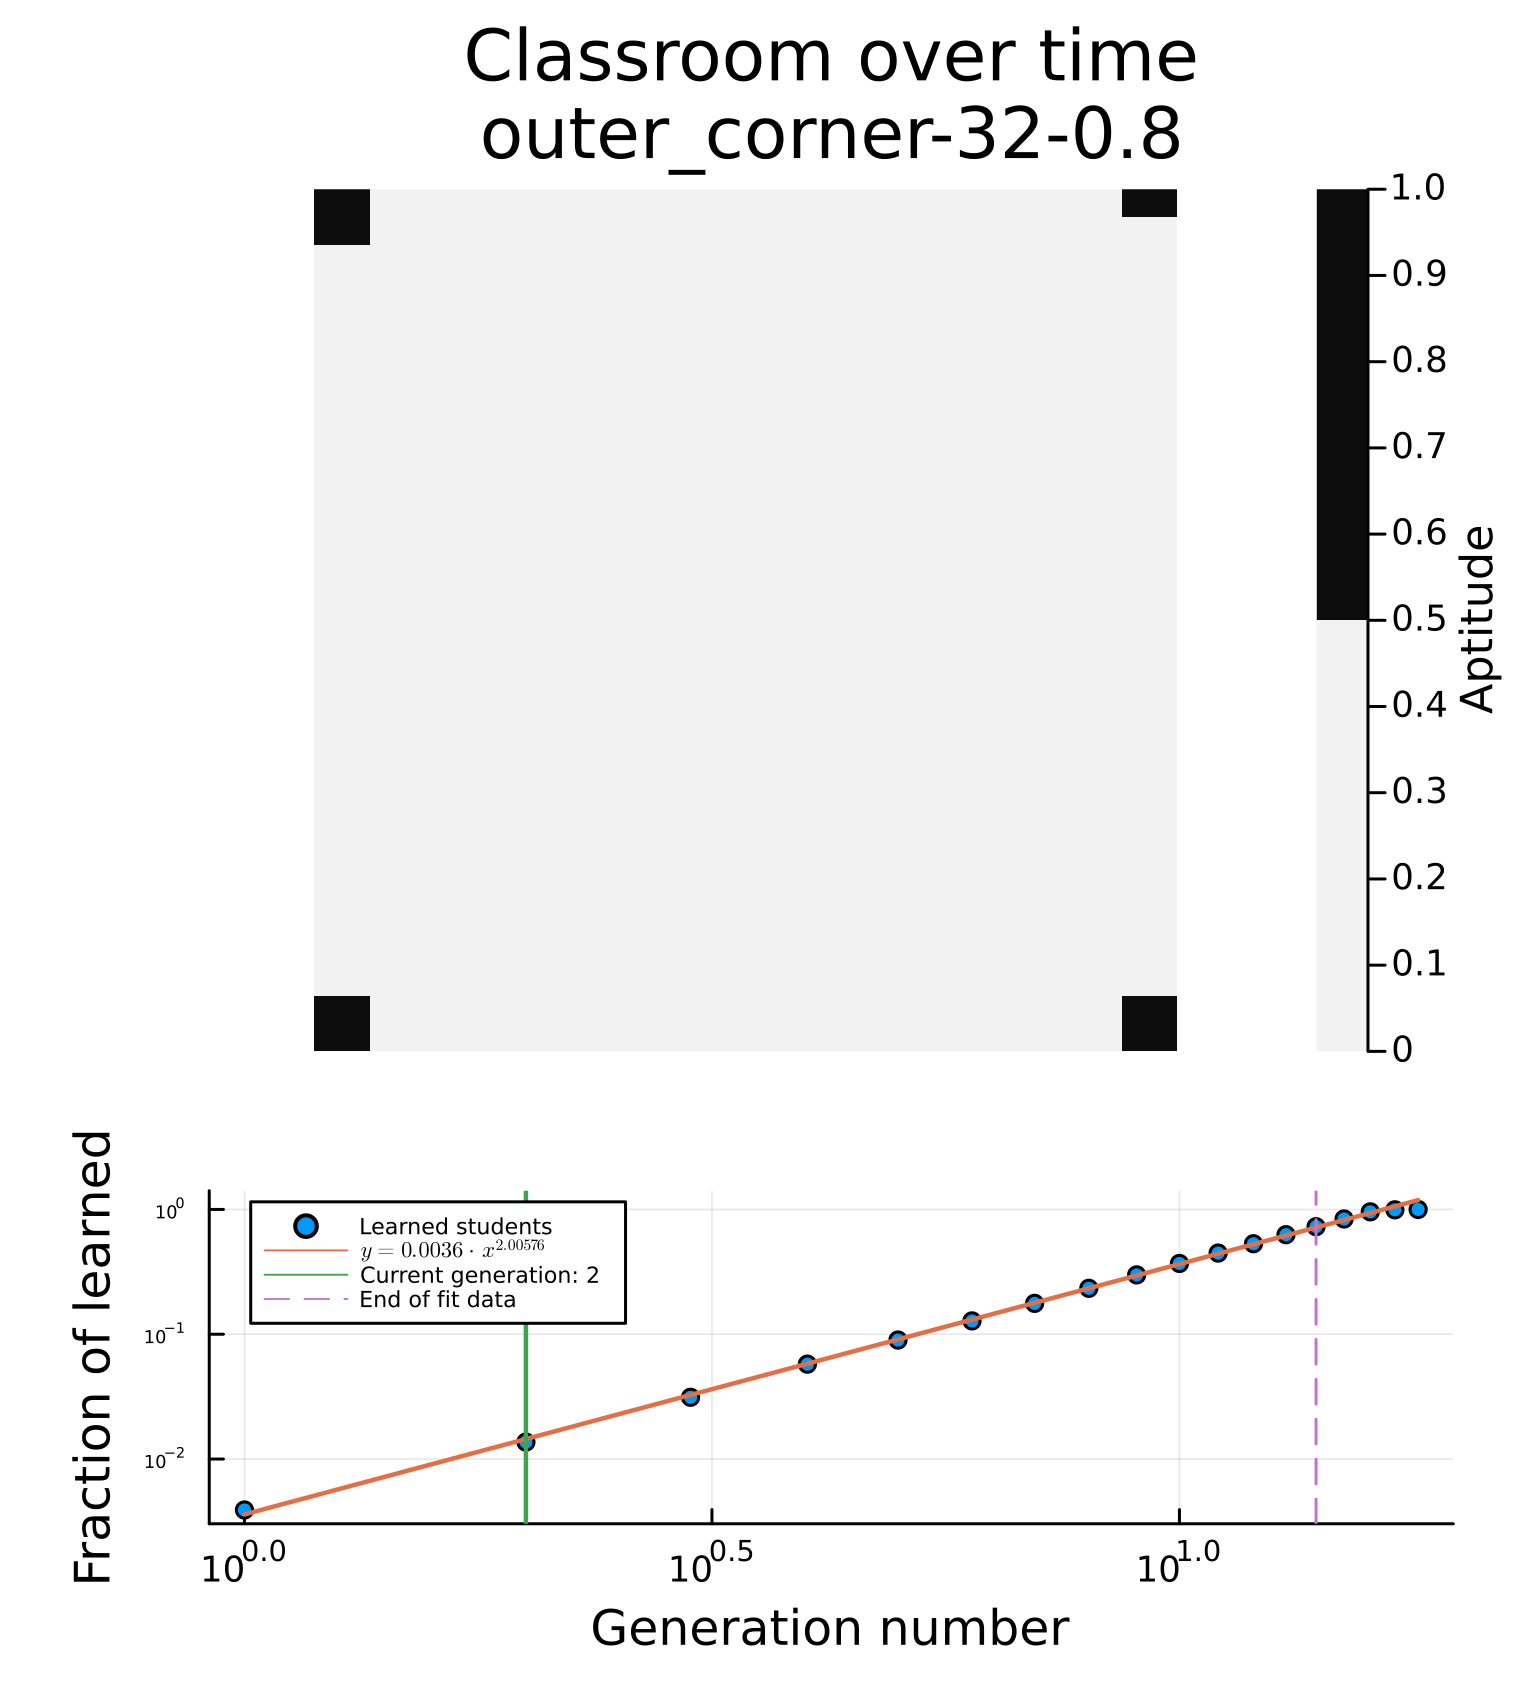 Classroom over time
outer_corner-32-0.8
1.0
0.9
0.8
0.7
0.6
0.5
0.4
0.3
0.2
0.1
0
Aptitude
Fraction of learned
10⁰
10⁻¹
10⁻²
Learned students
y = 0.0036 · x^2.00576
Current generation: 2
End of fit data
10^0.0
10^0.5
10^1.0
Generation number